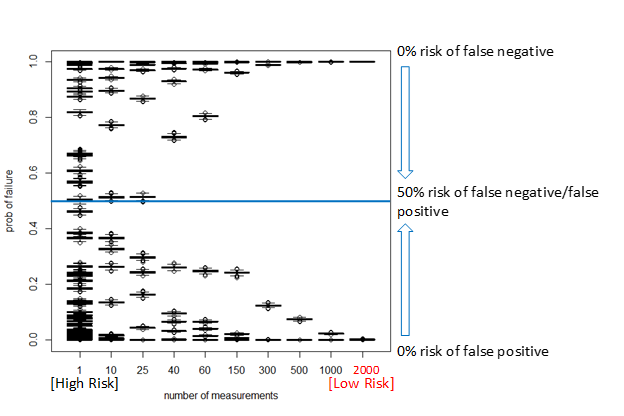 0% risk of false negative
1.0
0.8
0.6
0.4
0.2
0.0
prob of failure
50% risk of false negative/false
positive
0% risk of false positive
1 10 25 40 60 150 300 500 1000 2000
[High Risk] [Low Risk]
number of measurements